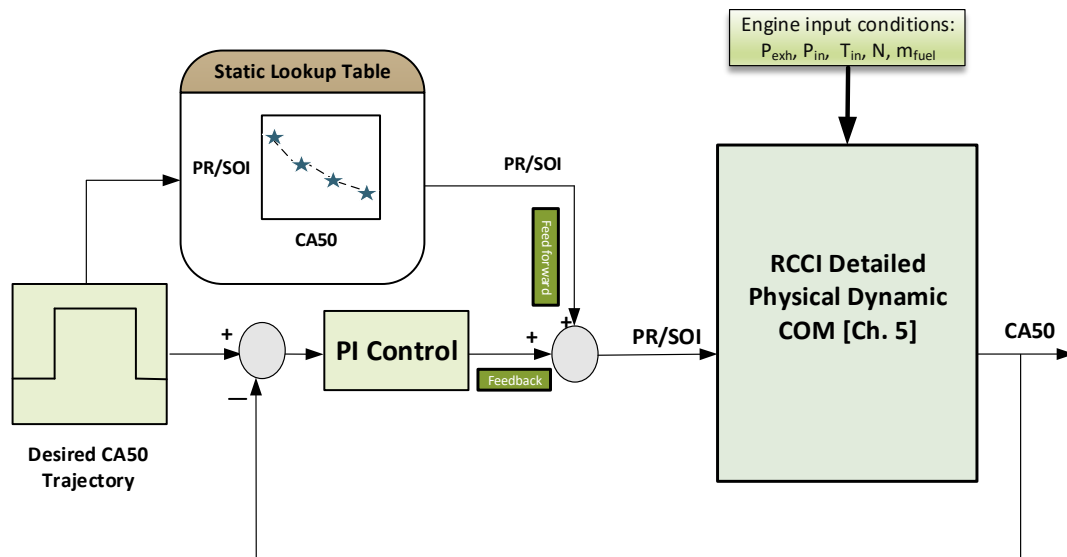 Engine input conditions:
Pexh, Pin, Tin, N, mfuel
Static Lookup Table
PR/SOI
CA50
PR/SOI
Feed forward
RCCI Detailed
Physical Dynamic
COM [Ch. 5]
+
+
+
PI Control
Feedback
PR/SOI
CA50
—
Desired CA50
Trajectory